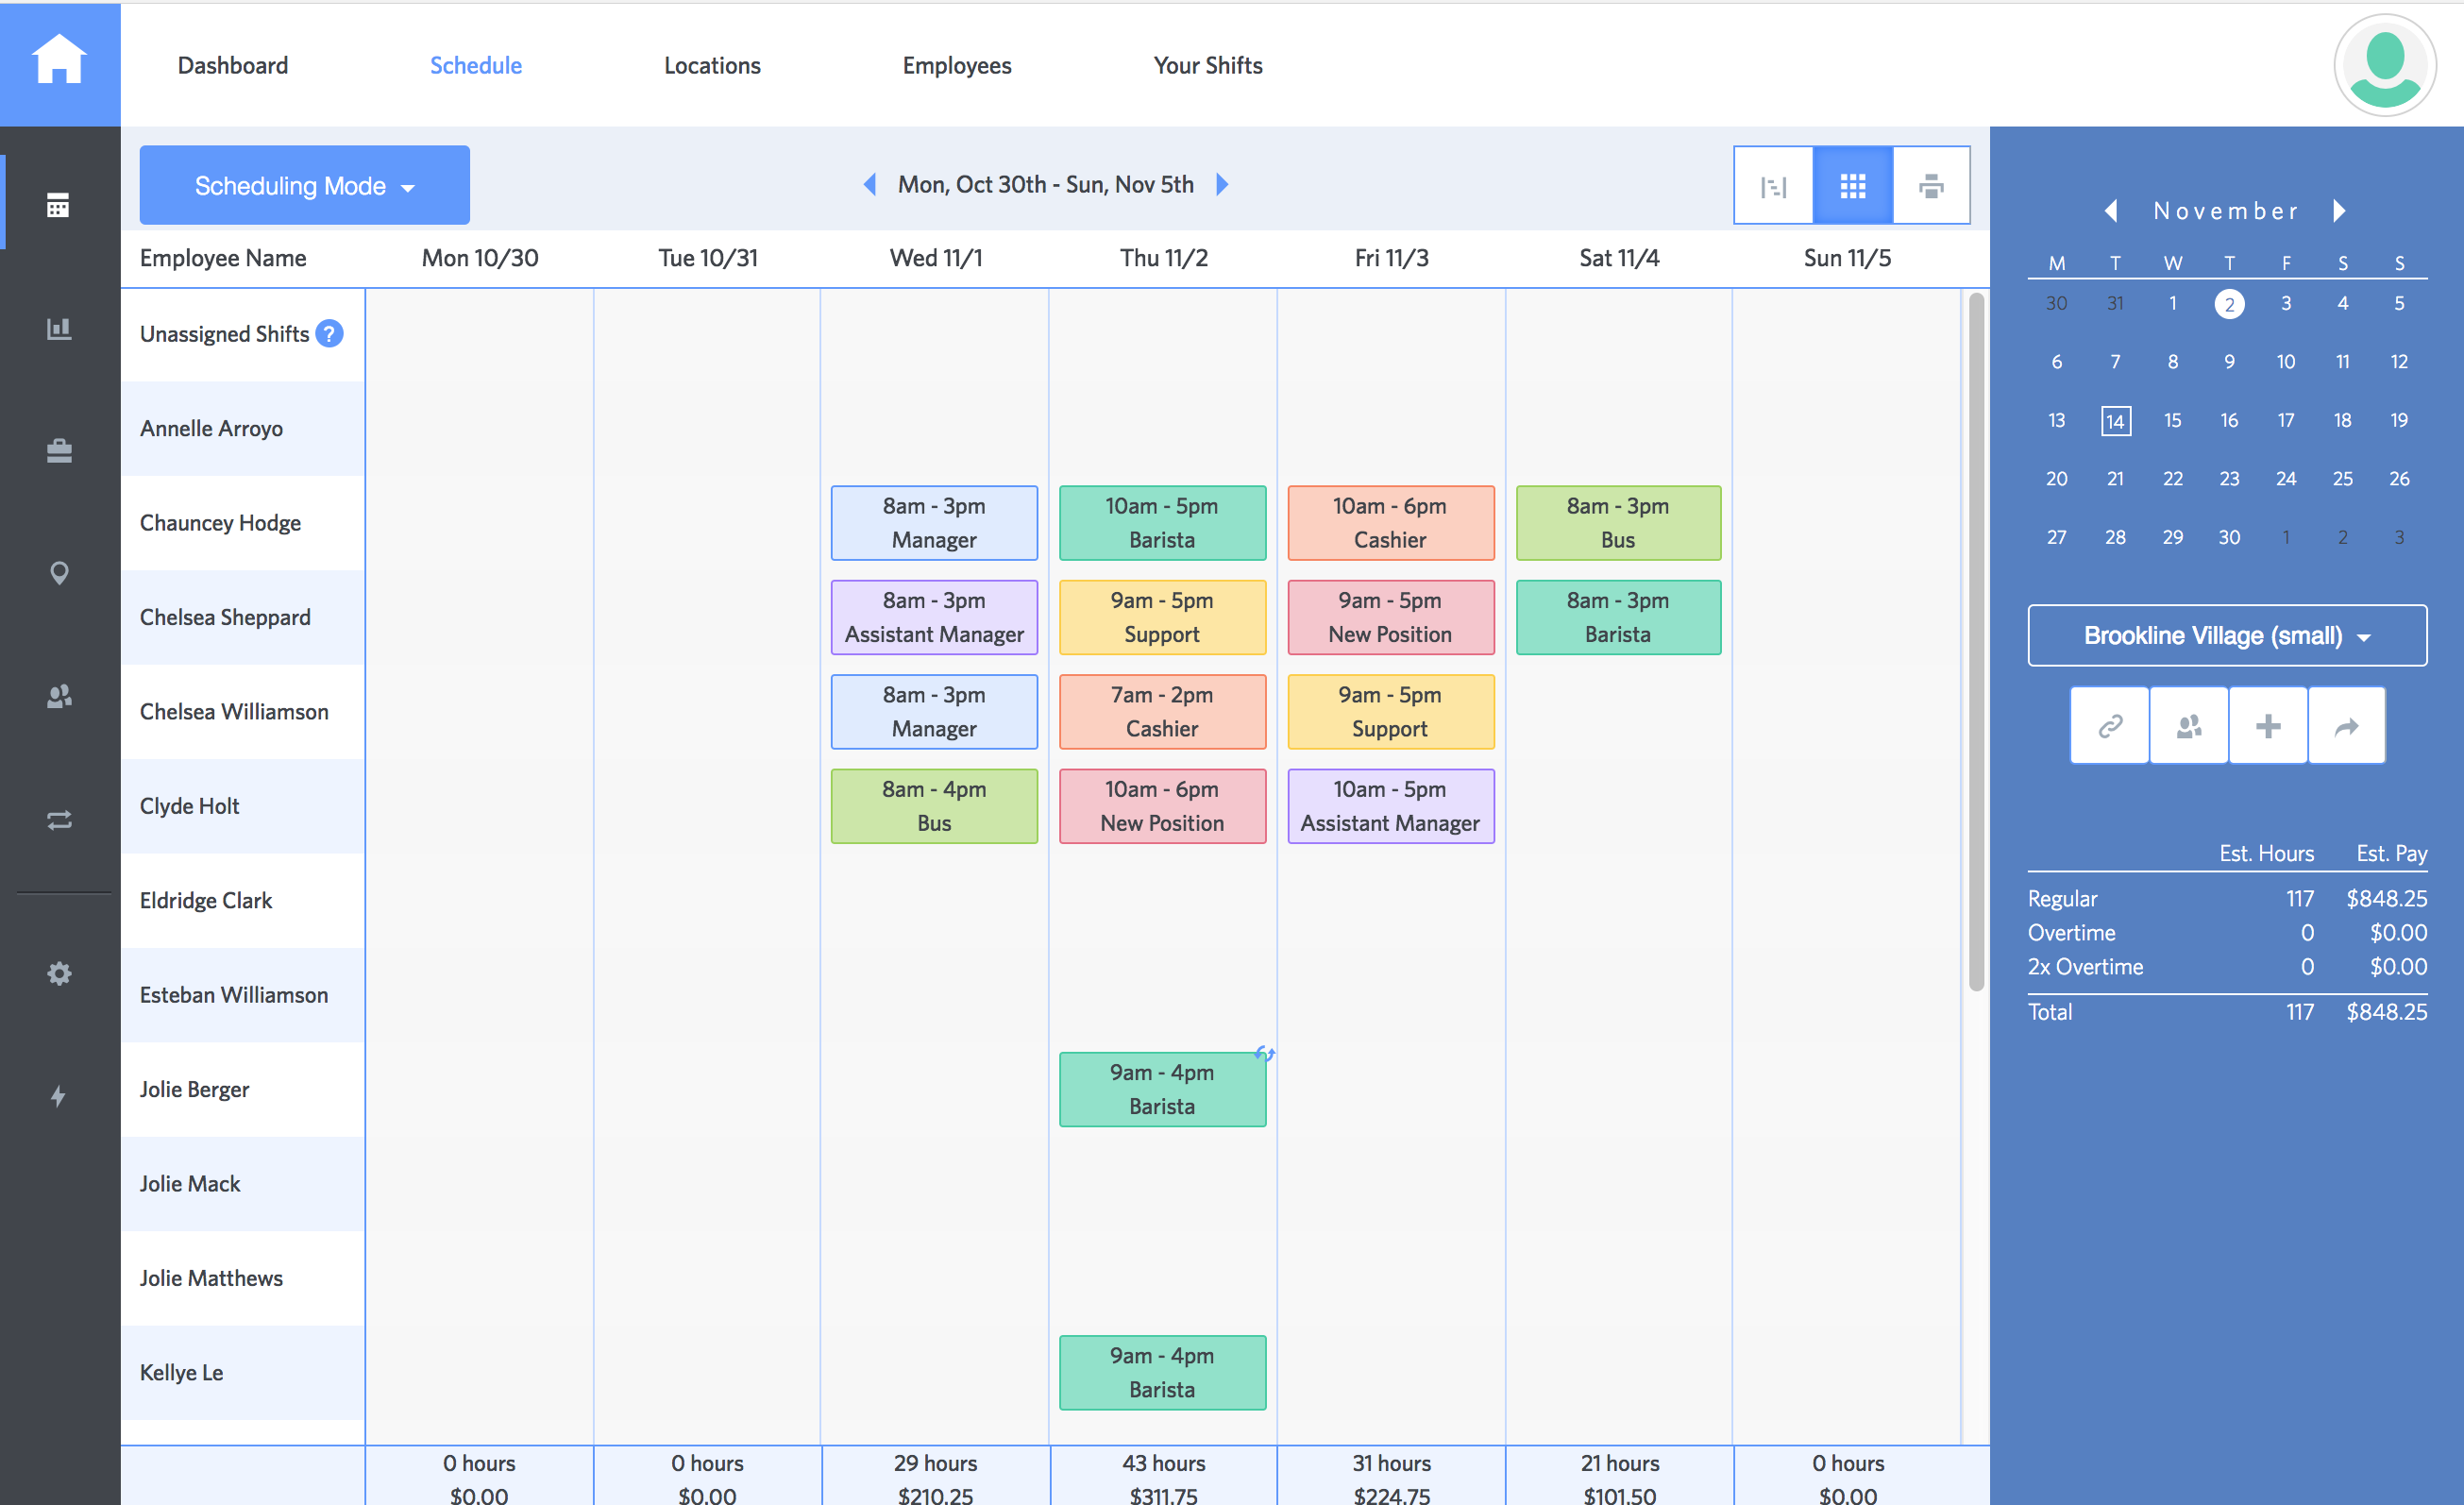 Dashboard Schedule Locations Employees Your Shifts
Scheduling Mode
Mon, Oct 30th - Sun, Nov 5th
Employee Name Mon 10/30 Tue 10/31 Wed 11/1 Thu 11/2 Fri 11/3 Sat 11/4 Sun 11/5
Unassigned Shifts ?
Annelle Arroyo
Chauncey Hodge
8am - 3pm
Manager
10am - 5pm
Barista
10am - 6pm
Cashier
8am - 3pm
Bus
Chelsea Sheppard
8am - 3pm
Assistant Manager
9am - 5pm
Support
9am - 5pm
New Position
8am - 3pm
Barista
Chelsea Williamson
8am - 3pm
Manager
7am - 2pm
Cashier
9am - 5pm
Support
Clyde Holt
8am - 4pm
Bus
10am - 6pm
New Position
10am - 5pm
Assistant Manager
Eldridge Clark
Esteban Williamson
Jolie Berger
9am - 4pm
Barista
Jolie Mack
Jolie Matthews
Kellye Le
9am - 4pm
Barista
0 hours 0 hours 29 hours 43 hours 31 hours 21 hours 0 hours
$0.00 $0.00 $210.25 $311.75 $224.75 $101.50 $0.00
November
M T W T F S S
30 31 1 2 3 4 5
6 7 8 9 10 11 12
13 14 15 16 17 18 19
20 21 22 23 24 25 26
27 28 29 30 1 2 3
Brookline Village (small)
Est. Hours Est. Pay
Regular 117 $848.25
Overtime 0 $0.00
2x Overtime 0 $0.00
Total 117 $848.25